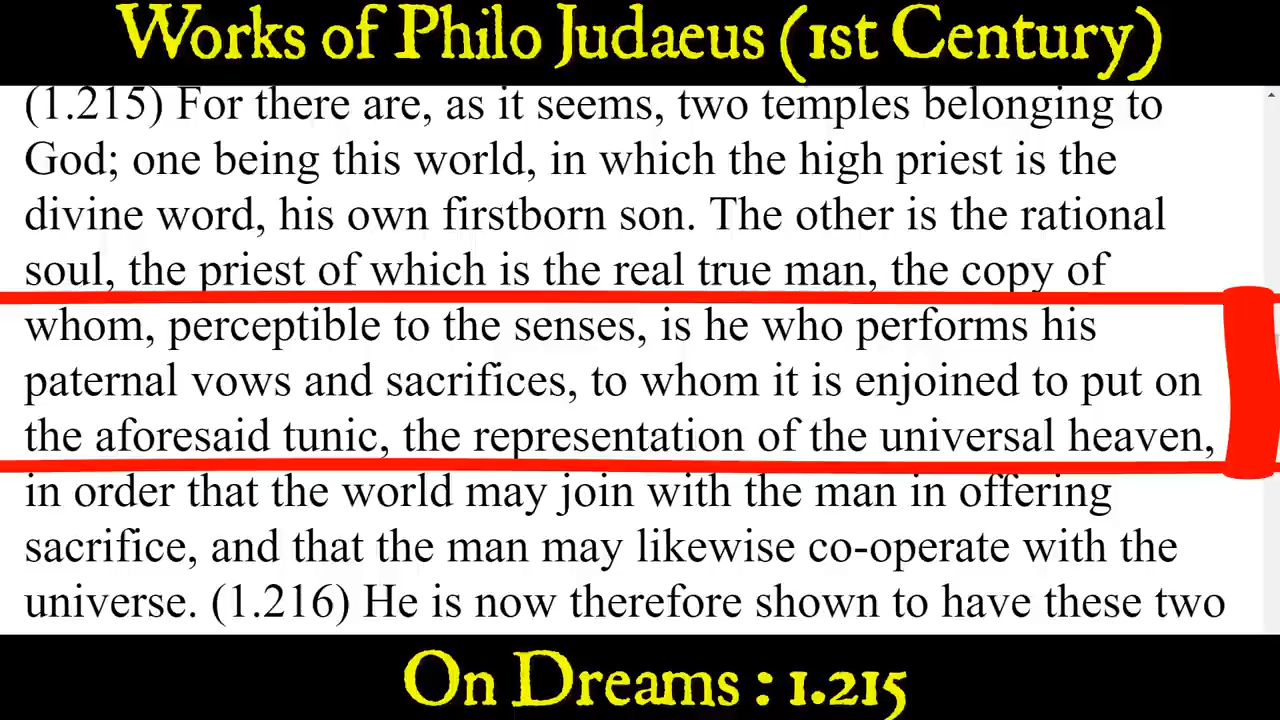 Works of Philo Judaeus (1st Century)
(1.215) For there are, as it seems, two temples belonging to
God; one being this world, in which the high priest is the
divine word, his own firstborn son. The other is the rational
soul, the priest of which is the real true man, the copy of
whom, perceptible to the senses, is he who performs his
paternal vows and sacrifices, to whom it is enjoined to put on
the aforesaid tunic, the representation of the universal heaven,
in order that the world may join with the man in offering
sacrifice, and that the man may likewise co-operate with the
universe. (1.216) He is now therefore shown to have these two
On Dreams : 1.215